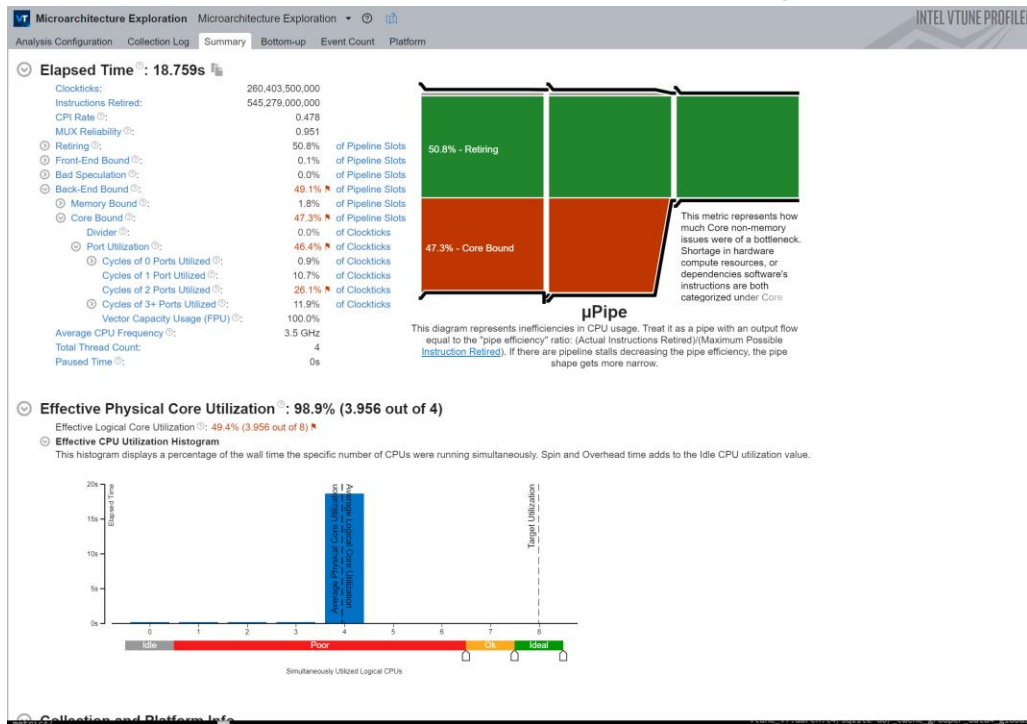 Microarchitecture Exploration Microarchitecture Exploration
INTEL VTUNE PROFILER
Analysis Configuration Collection Log Summary Bottom-up Event Count Platform
Elapsed Time: 18.759s
Clockticks: 260,403,500,000
Instructions Retired: 545,279,000,000
CPI Rate: 0.478
MUX Reliability: 0.951
Retiring: 50.8% of Pipeline Slots
Front-End Bound: 0.1% of Pipeline Slots
Bad Speculation: 0.0% of Pipeline Slots
Back-End Bound: 49.1% of Pipeline Slots
Memory Bound: 1.8% of Pipeline Slots
Core Bound: 47.3% of Pipeline Slots
Divider: 0.0% of Clockticks
Port Utilization: 46.4% of Clockticks
Cycles of 0 Ports Utilized: 0.9% of Clockticks
Cycles of 1 Port Utilized: 10.7% of Clockticks
Cycles of 2 Ports Utilized: 26.1% of Clockticks
Cycles of 3+ Ports Utilized: 11.9% of Clockticks
Vector Capacity Usage (FPU): 100.0%
Average CPU Frequency: 3.5 GHz
Total Thread Count: 4
Paused Time: 0s
50.8% - Retiring
47.3% - Core Bound
This metric represents how
much Core non-memory
issues were of a bottleneck.
Shortage in hardware
compute resources, or
dependencies software's
instructions are both
categorized under Core
µPipe
This diagram represents inefficiencies in CPU usage. Treat it as a pipe with an output flow
equal to the "pipe efficiency" ratio: (Actual Instructions Retired)/(Maximum Possible
Instruction Retired). If there are pipeline stalls decreasing the pipe efficiency, the pipe
shape gets more narrow.
Effective Physical Core Utilization: 98.9% (3.956 out of 4)
Effective Logical Core Utilization: 49.4% (3.956 out of 8)
Effective CPU Utilization Histogram
This histogram displays a percentage of the wall time the specific number of CPUs were running simultaneously. Spin and Overhead time adds to the Idle CPU utilization value.
20s
15s
10s
5s
0s
Elapsed Time
Average Physical Core Utilization
Average Logical Core Utilization
Target Utilization
0 1 2 3 4 5 6 7 8
Idle Poor Ok Ideal
Simultaneously Utilized Logical CPUs
Collection and Platform Info